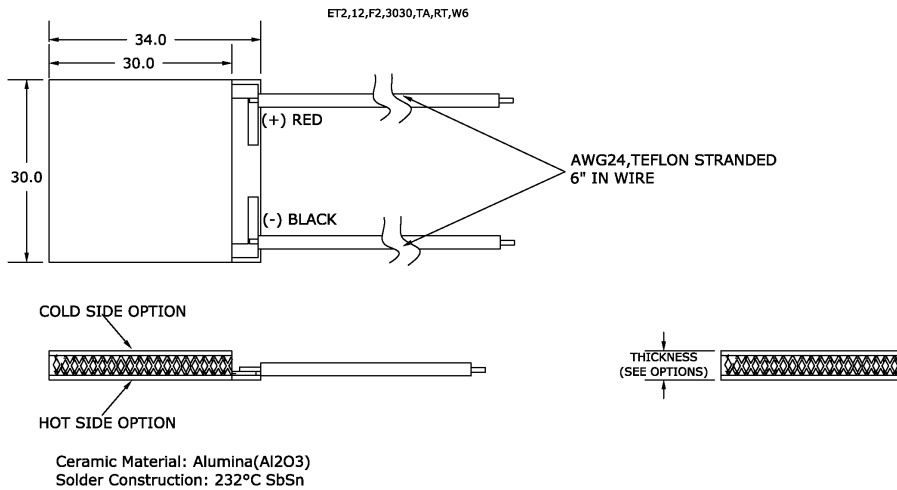 ET2,12,F2,3030,TA,RT,W6
34.0
30.0
(+) RED
30.0
AWG24,TEFLON STRANDED
6" IN WIRE
(-) BLACK
COLD SIDE OPTION
THICKNESS
(SEE OPTIONS)
HOT SIDE OPTION
Ceramic Material: Alumina(Al2O3)
Solder Construction: 232°C SbSn